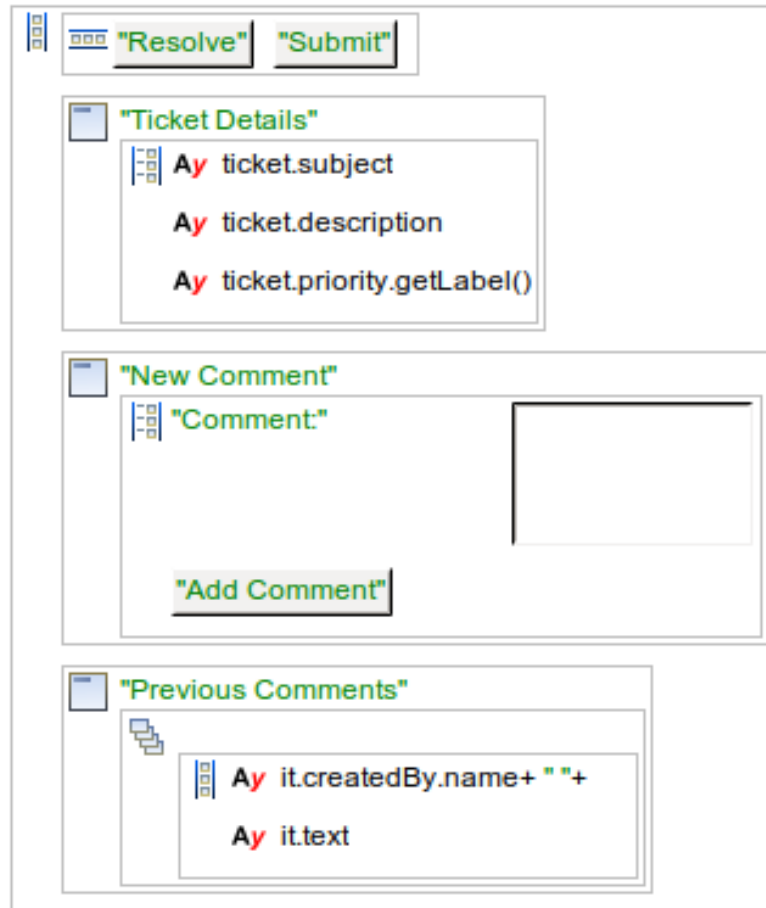 "Resolve" "Submit"
"Ticket Details"
Ay ticket.subject
Ay ticket.description
Ay ticket.priority.getLabel()
"New Comment"
"Comment:"
"Add Comment"
"Previous Comments"
Ay it.createdBy.name+ " "+
Ay it.text